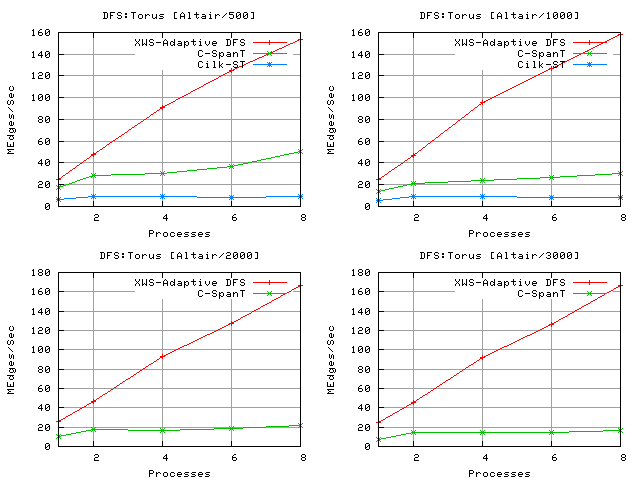 DFS:Torus [Altair/500]
160
140
120
100
80
60
40
20
0
MEdges/Sec
XWS-Adaptive DFS
C-SpanT
Cilk-ST
2
4
6
8
Processes
DFS:Torus [Altair/1000]
160
140
120
100
80
60
40
20
0
MEdges/Sec
XWS-Adaptive DFS
C-SpanT
Cilk-ST
2
4
6
8
Processes
DFS:Torus [Altair/2000]
180
160
140
120
100
80
60
40
20
0
MEdges/Sec
XWS-Adaptive DFS
C-SpanT
2
4
6
8
Processes
DFS:Torus [Altair/3000]
180
160
140
120
100
80
60
40
20
0
MEdges/Sec
XWS-Adaptive DFS
C-SpanT
2
4
6
8
Processes